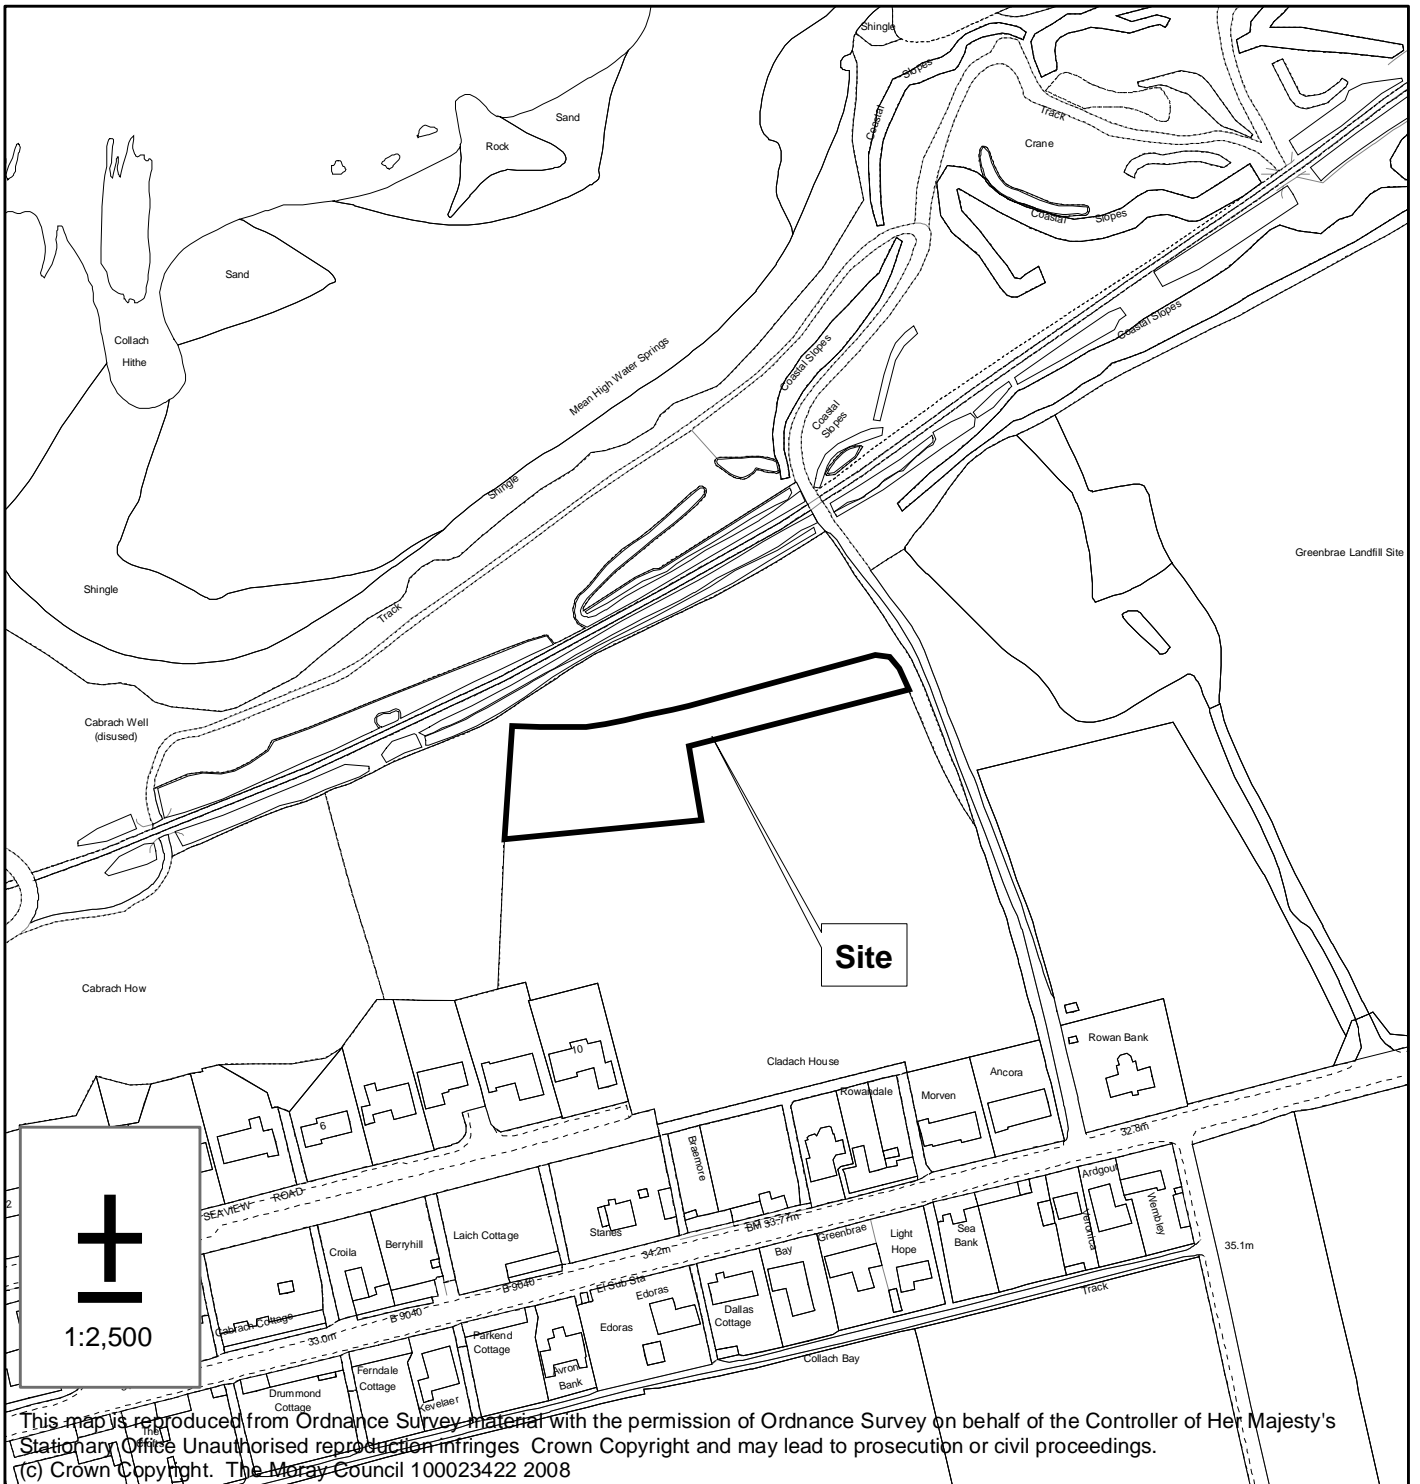 Shingle
Coastal
Slopes
Sand
Rock
Track
Crane
Coastal
Slopes
Sand
Collach
Hithe
Mean High Water Springs
Coastal Slopes
Coastal Slopes
Coastal
Slopes
Shingle
Greenbrae Landfill Site
Shingle
Track
Cabrach Well
(disused)
Site
Cabrach How
Rowan Bank
10
Cladach House
Ancora
Rowandale
Morven
6
32.8m
Braemore
Ardgour
SEAVIEW ROAD
2
Wembley
Veronica
Staries
BM 33.77m
Laich Cottage
Berryhill
Croila
Greenbrae
Light
Hope
Sea
Bank
Bay
34.2m
35.1m
El Sub Sta
B 9040
Edoras
Track
B 9040
Cabrach Cottage
33.0m
Dallas
Cottage
Edoras
Parkend
Cottage
Collach Bay
Ferndale
Cottage
Avron
Bank
Drummond
Cottage
Kevelaer
The
±
1:2,500
This map is reproduced from Ordnance Survey material with the permission of Ordnance Survey on behalf of the Controller of Her Majesty's
Stationary Office Unauthorised reproduction infringes Crown Copyright and may lead to prosecution or civil proceedings.
(c) Crown Copyright. The Moray Council 100023422 2008